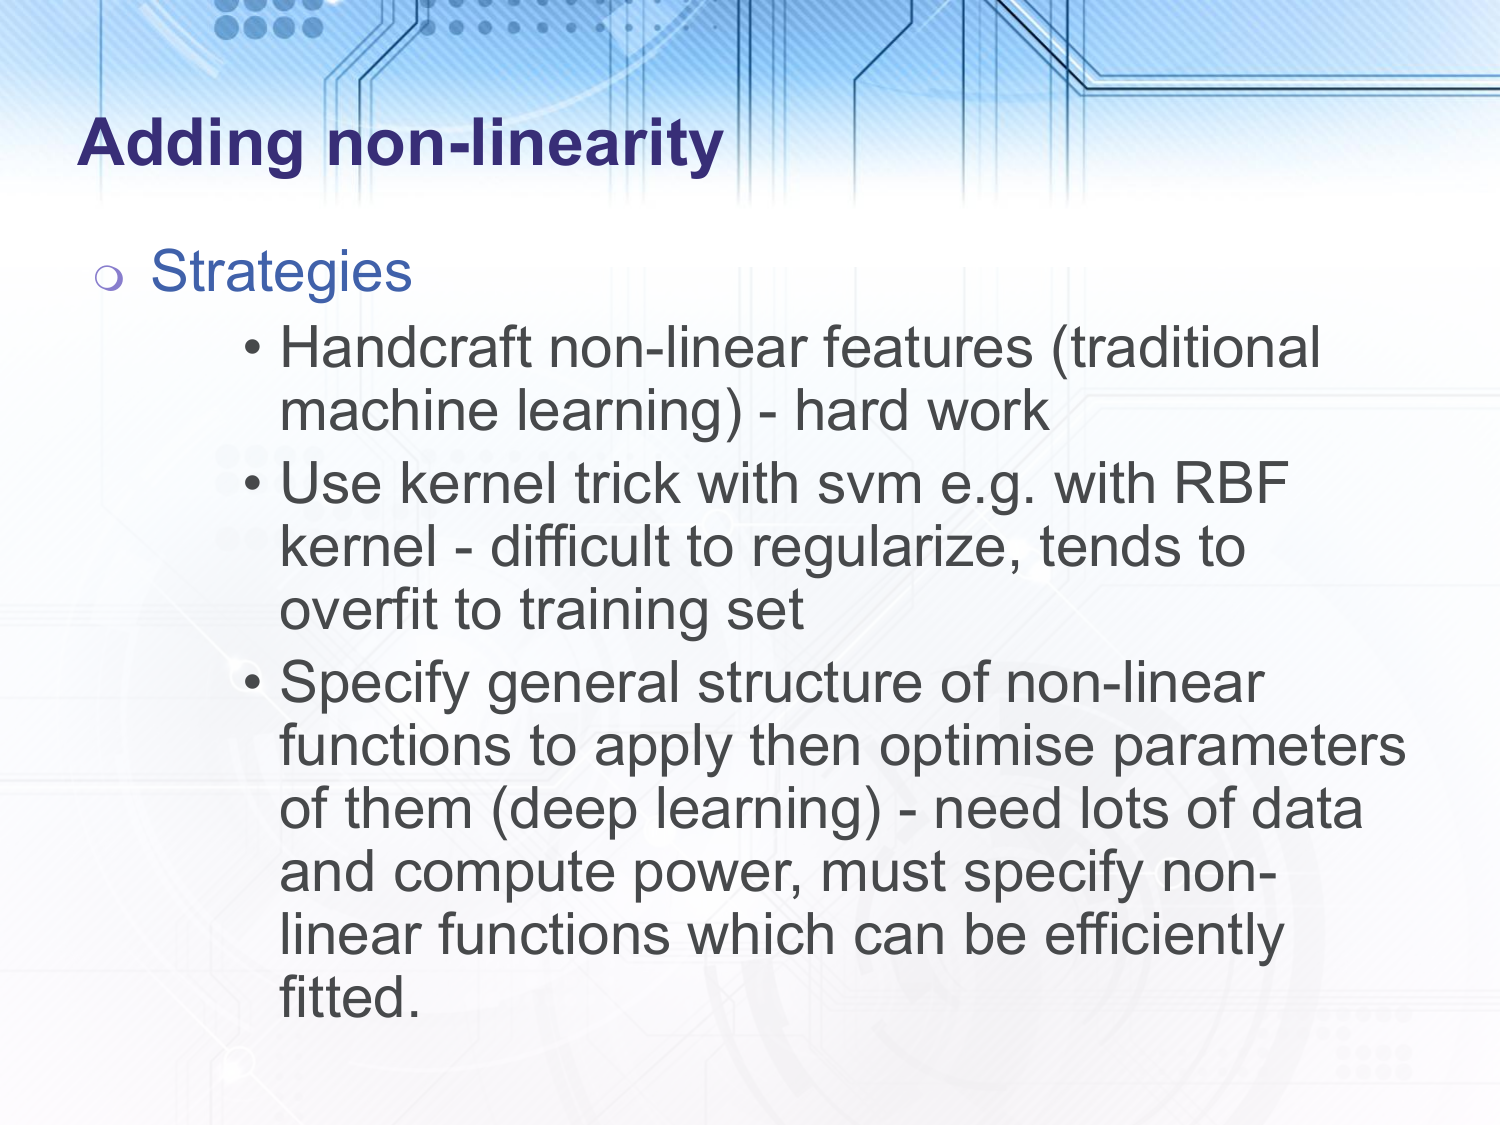 Adding non-linearity
Strategies
• Handcraft non-linear features (traditional
machine learning) - hard work
• Use kernel trick with svm e.g. with RBF
kernel - difficult to regularize, tends to
overfit to training set
• Specify general structure of non-linear
functions to apply then optimise parameters
of them (deep learning) - need lots of data
and compute power, must specify non-
linear functions which can be efficiently
fitted.